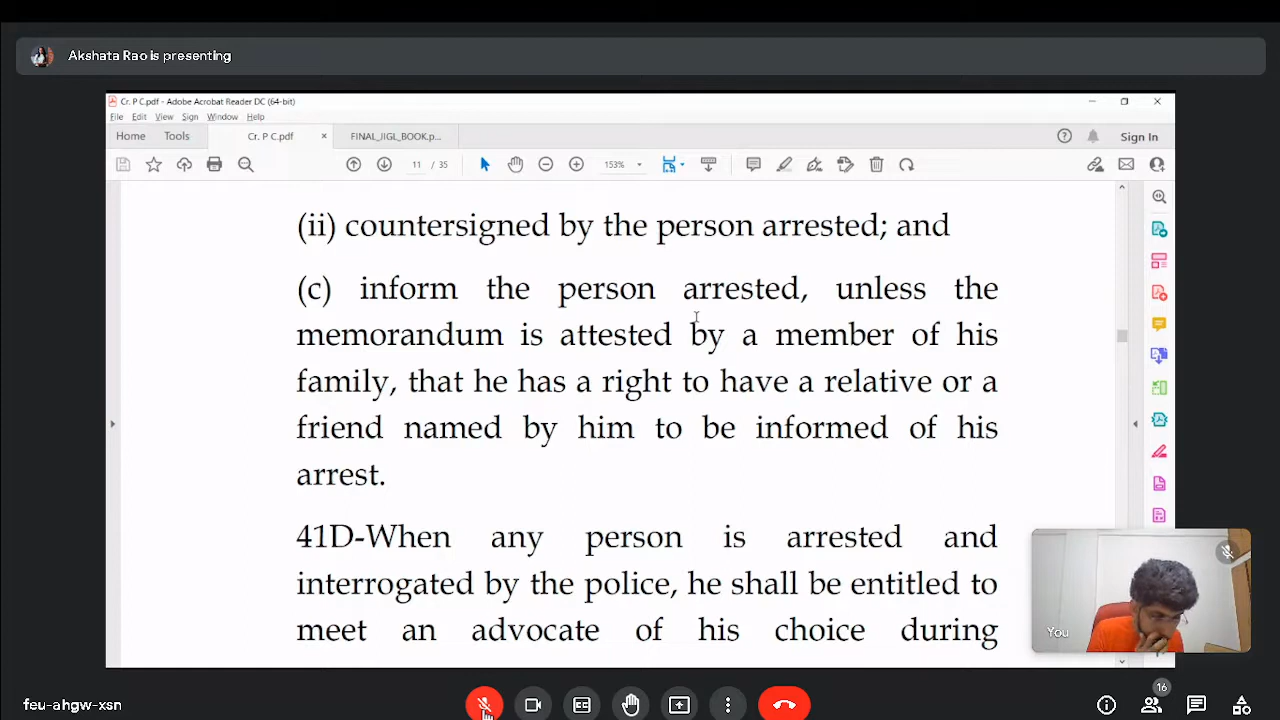 Akshata Rao is presenting
Cr. P C.pdf - Adobe Acrobat Reader DC (64-bit)
File Edit View Sign Window Help
Home Tools Cr. P C.pdf × FINAL_JIGL_BOOK.p... Sign In
11 / 35 153%
(ii) countersigned by the person arrested; and
(c) inform the person arrested, unless the
memorandum is attested by a member of his
family, that he has a right to have a relative or a
friend named by him to be informed of his
arrest.
41D-When any person is arrested and
interrogated by the police, he shall be entitled to
meet an advocate of his choice during
You
feu-ahgw-xsn
16